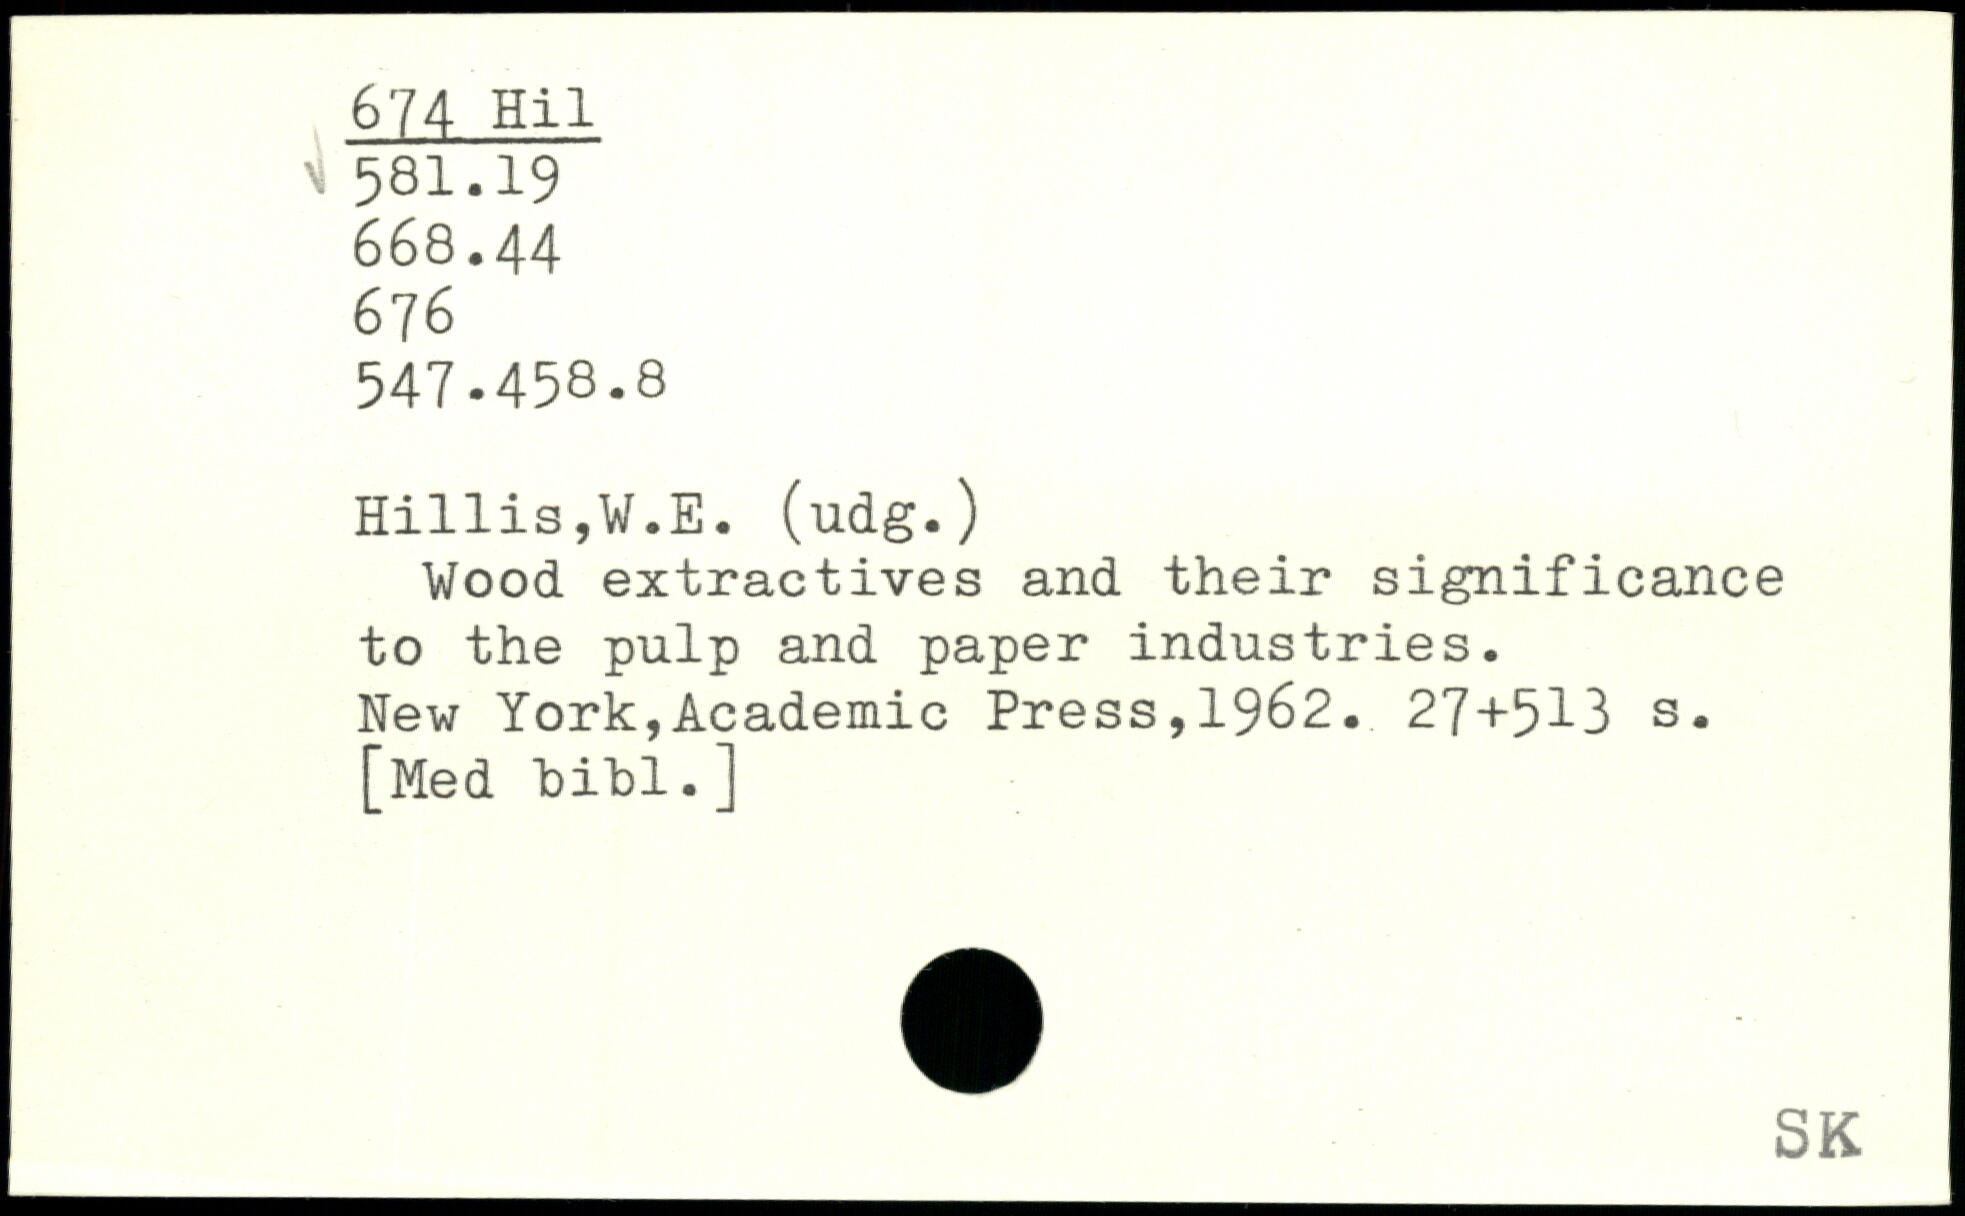 674 Hil
581.19
668.44
676
547.458.8
Hillis,W.E. (udg.)
Wood extractives and their significance
to the pulp and paper industries.
New York,Academic Press,1962. 27+513 s.
[Med bibl.]
SK